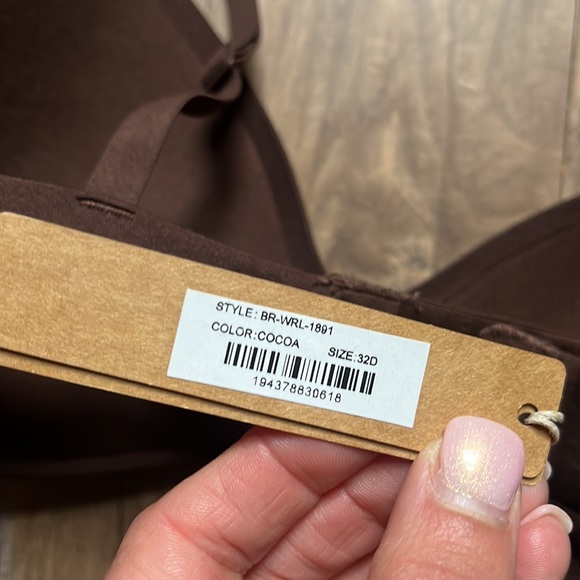 STYLE: BR-WRL-1891
COLOR:COCOA SIZE:32D
194378830618